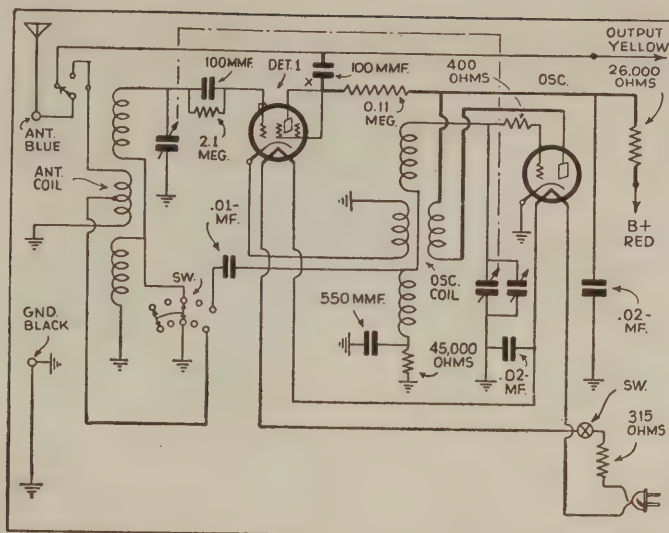 OUTPUT
YELLOW
26,000
OHMS
100MMF.
DET. 1
100 MMF.
X
400
OHMS
OSC.
0.11
MEG.
2.1
MEG.
ANT.
BLUE
ANT.
COIL
.01-
MF.
B+
RED
SW.
OSC.
COIL
GND.
BLACK
550 MMF.
45,000
OHMS
.02-
MF.
.02-
MF.
SW.
315
OHMS